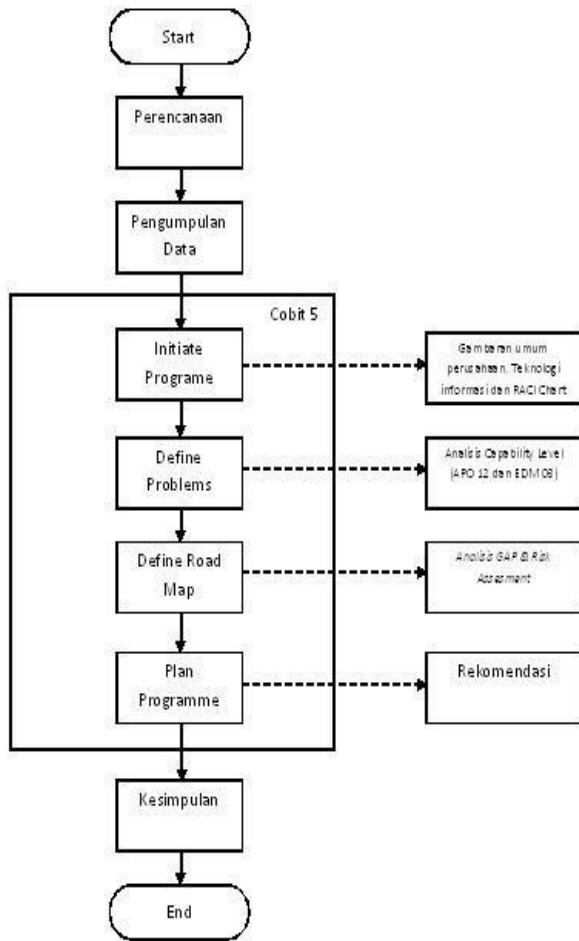 Start
Perencanaan
Pengumpulan
Data
Cobit 5
Initiate
Programe
Gambaran umum
perusahaan, Teknologi
informasi dan RACI Chart
Define
Problems
Analisis Capability Level
(APO 12 dan EDM 03)
Define Road
Map
Analisis GAP & Risk
Assesment
Plan
Programme
Rekomendasi
Kesimpulan
End